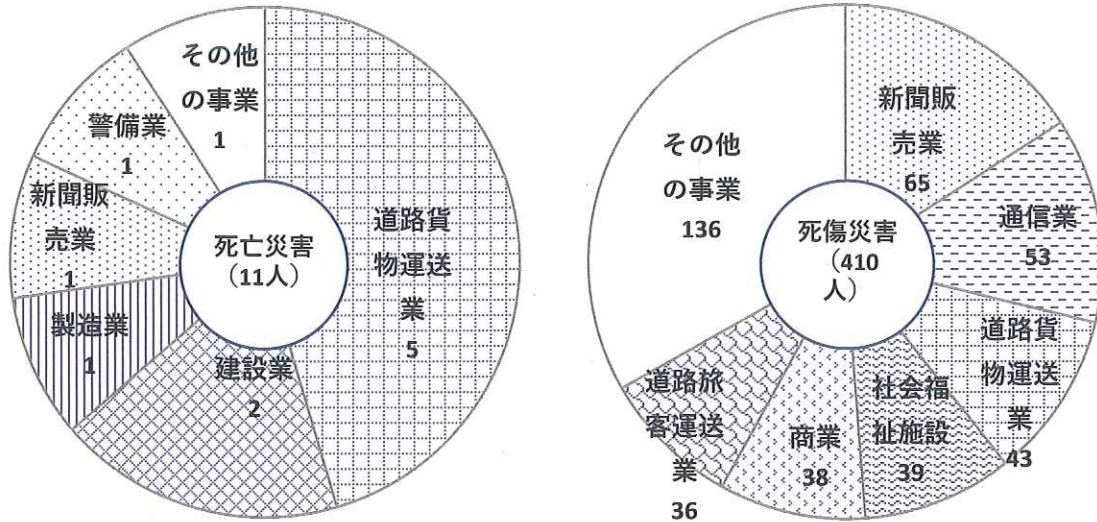 その他
の事業
1
警備業
1
新聞販
売業
1
製造業
1
建設業
2
道路貨
物運送
業
5
死亡災害
（11人）
その他
の事業
136
新聞販
売業
65
通信業
53
道路貨
物運送
業
43
社会福
祉施設
39
商業
38
道路旅
客運送
業
36
死傷災害
（410
人）